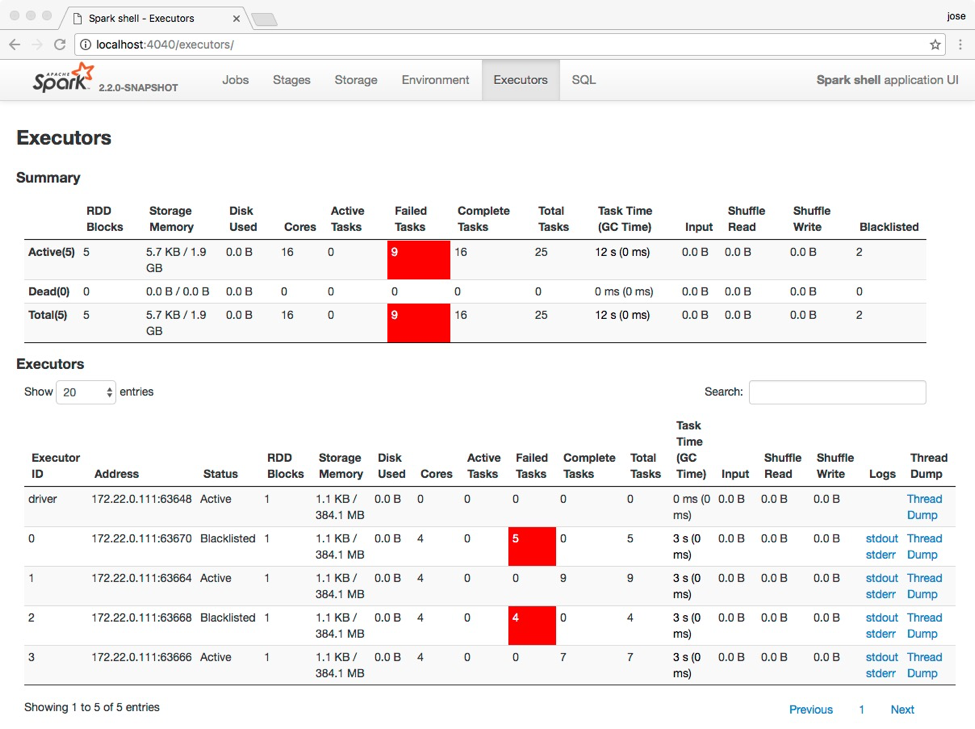 Spark shell - Executors
jose
localhost:4040/executors/
APACHE
Spark 2.2.0-SNAPSHOT Jobs Stages Storage Environment Executors SQL Spark shell application UI
Executors
Summary
RDD Blocks Storage Memory Disk Used Cores Active Tasks Failed Tasks Complete Tasks Total Tasks Task Time (GC Time) Input Shuffle Read Shuffle Write Blacklisted
Active(5) 5 5.7 KB / 1.9 GB 0.0 B 16 0 9 16 25 12 s (0 ms) 0.0 B 0.0 B 0.0 B 2
Dead(0) 0 0.0 B / 0.0 B 0.0 B 0 0 0 0 0 0 ms (0 ms) 0.0 B 0.0 B 0.0 B 0
Total(5) 5 5.7 KB / 1.9 GB 0.0 B 16 0 9 16 25 12 s (0 ms) 0.0 B 0.0 B 0.0 B 2
Executors
Show 20 entries Search:
Executor ID Address Status RDD Blocks Storage Memory Disk Used Cores Active Tasks Failed Tasks Complete Tasks Total Tasks Task Time (GC Time) Input Shuffle Read Shuffle Write Logs Thread Dump
driver 172.22.0.111:63648 Active 1 1.1 KB / 384.1 MB 0.0 B 0 0 0 0 0 0 ms (0 ms) 0.0 B 0.0 B 0.0 B Thread Dump
0 172.22.0.111:63670 Blacklisted 1 1.1 KB / 384.1 MB 0.0 B 4 0 5 0 5 3 s (0 ms) 0.0 B 0.0 B 0.0 B stdout stderr Thread Dump
1 172.22.0.111:63664 Active 1 1.1 KB / 384.1 MB 0.0 B 4 0 0 9 9 3 s (0 ms) 0.0 B 0.0 B 0.0 B stdout stderr Thread Dump
2 172.22.0.111:63668 Blacklisted 1 1.1 KB / 384.1 MB 0.0 B 4 0 4 0 4 3 s (0 ms) 0.0 B 0.0 B 0.0 B stdout stderr Thread Dump
3 172.22.0.111:63666 Active 1 1.1 KB / 384.1 MB 0.0 B 4 0 0 7 7 3 s (0 ms) 0.0 B 0.0 B 0.0 B stdout stderr Thread Dump
Showing 1 to 5 of 5 entries Previous 1 Next